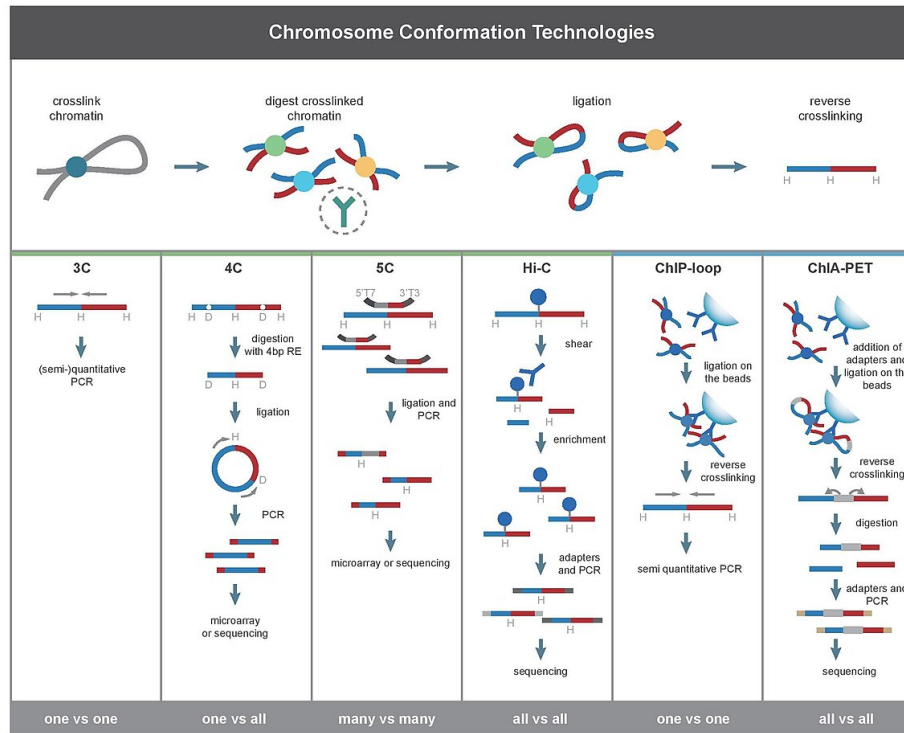 Chromosome Conformation Technologies
crosslink
chromatin
digest crosslinked
chromatin
ligation
reverse
crosslinking
H H H
3C
H H H
(semi-)quantitative
PCR
one vs one
4C
H D H D H
digestion
with 4bp RE
D H D
ligation
H
D
PCR
microarray
or sequencing
one vs all
5C
5'T7 3'T3
H H H
ligation and
PCR
H
H
H
microarray or sequencing
many vs many
Hi-C
H H H
shear
H H
enrichment
H
H H
adapters
and PCR
H
H H
sequencing
all vs all
ChIP-loop
ligation on
the beads
reverse
crosslinking
H H H
semi quantitative PCR
one vs one
ChIA-PET
addition of
adapters and
ligation on the
beads
reverse
crosslinking
digestion
adapters and
PCR
sequencing
all vs all